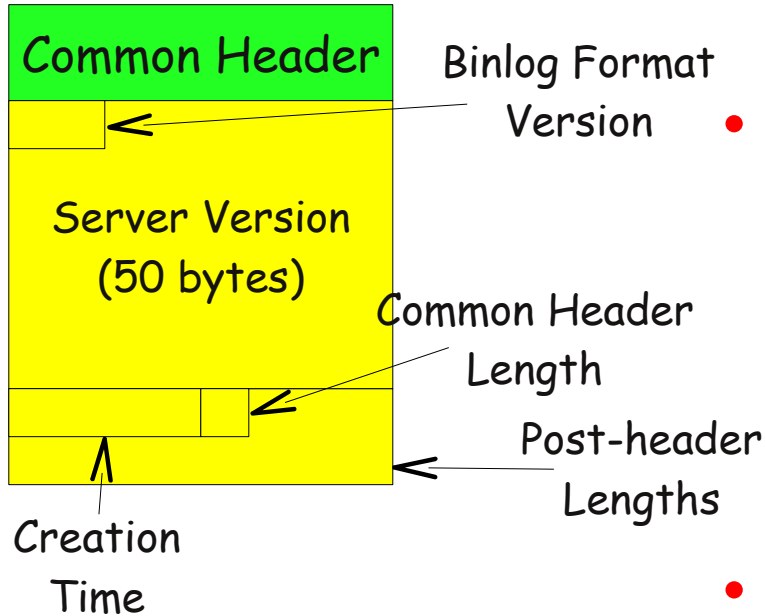 Common Header
Binlog Format
Version
Server Version
(50 bytes)
Common Header
Length
Post-header
Lengths
Creation
Time